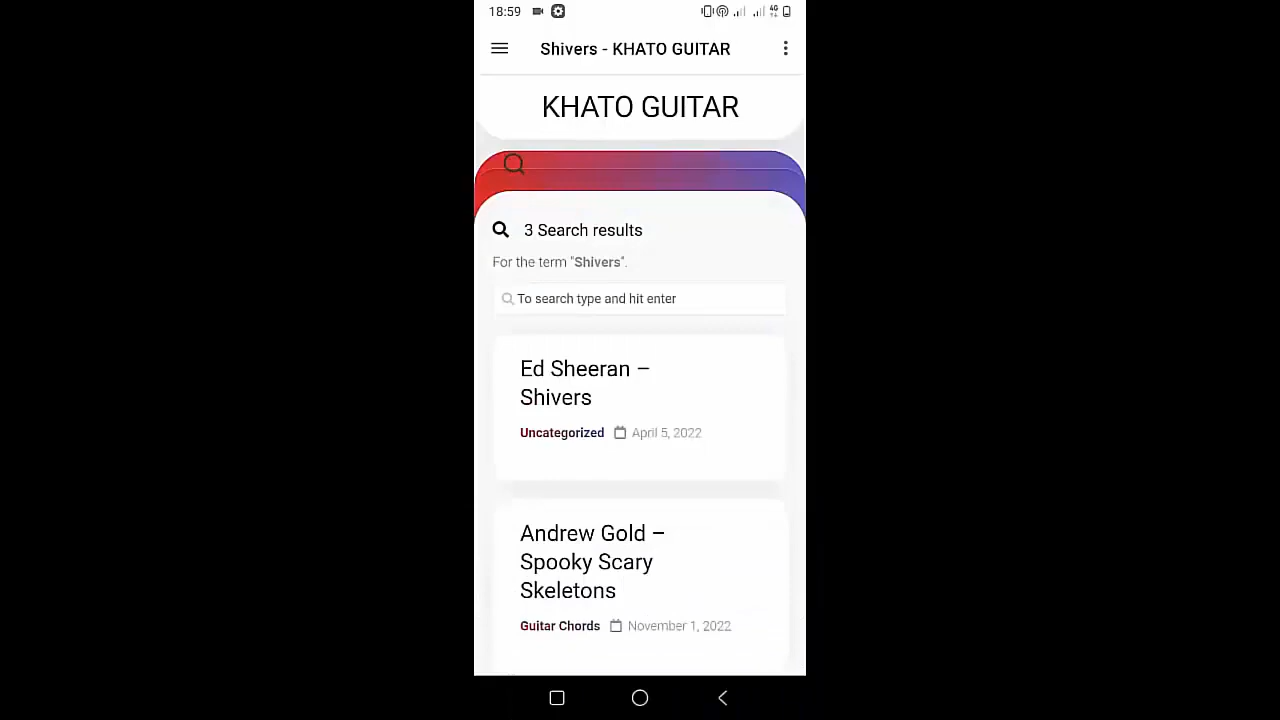 18:59
4G
Shivers - KHATO GUITAR
KHATO GUITAR
3 Search results
For the term "Shivers".
To search type and hit enter
Ed Sheeran –
Shivers
Uncategorized April 5, 2022
Andrew Gold –
Spooky Scary
Skeletons
Guitar Chords November 1, 2022